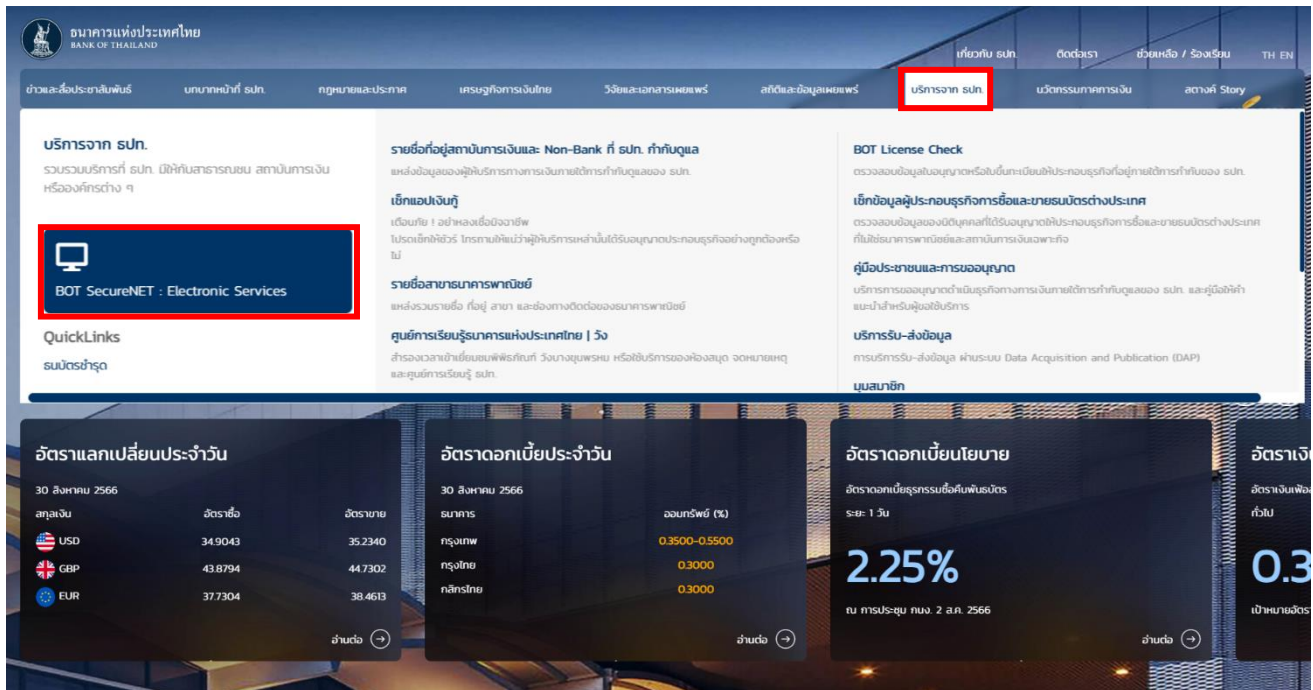 ธนาคารแห่งประเทศไทย
BANK OF THAILAND
เกี่ยวกับ ธปท. ติดต่อเรา ช่วยเหลือ / ร้องเรียน TH EN
ข่าวและสื่อประชาสัมพันธ์ บทบาทหน้าที่ ธปท. กฎหมายและประกาศ เศรษฐกิจการเงินไทย วิจัยและเอกสารเผยแพร่ สถิติและข้อมูลเผยแพร่ บริการจาก ธปท. นวัตกรรมภาคการเงิน สตางค์ Story
บริการจาก ธปท.
รวบรวมบริการที่ ธปท. มีให้กับสาธารณชน สถาบันการเงิน
หรือองค์กรต่าง ๆ
BOT SecureNET : Electronic Services
QuickLinks
ธนบัตรชำรุด
รายชื่อที่อยู่สถาบันการเงินและ Non-Bank ที่ ธปท. กำกับดูแล
แหล่งข้อมูลของผู้ให้บริการทางการเงินภายใต้การกำกับดูแลของ ธปท.
เช็กแอปเงินกู้
เตือนภัย ! อย่าหลงเชื่อมิจฉาชีพ
โปรดเช็กให้ชัวร์ โทรถามให้แน่ว่าผู้ให้บริการเหล่านั้นได้รับอนุญาตประกอบธุรกิจอย่างถูกต้องหรือ
ไม่
รายชื่อสาขาธนาคารพาณิชย์
แหล่งรวมรายชื่อ ที่อยู่ สาขา และช่องทางติดต่อของธนาคารพาณิชย์
ศูนย์การเรียนรู้ธนาคารแห่งประเทศไทย | วัง
สำรองเวลาเข้าเยี่ยมชมพิพิธภัณฑ์ วังบางขุนพรหม หรือใช้บริการของห้องสมุด จดหมายเหตุ
และศูนย์การเรียนรู้ ธปท.
BOT License Check
ตรวจสอบข้อมูลใบอนุญาตหรือใบขึ้นทะเบียนให้ประกอบธุรกิจที่อยู่ภายใต้การกำกับของ ธปท.
เช็กข้อมูลผู้ประกอบธุรกิจการซื้อและขายธนบัตรต่างประเทศ
ตรวจสอบข้อมูลของนิติบุคคลที่ได้รับอนุญาตให้ประกอบธุรกิจการซื้อและขายธนบัตรต่างประเทศ
ที่ไม่ใช่ธนาคารพาณิชย์และสถาบันการเงินเฉพาะกิจ
คู่มือประชาชนและการขออนุญาต
บริการการขออนุญาตดำเนินธุรกิจทางการเงินภายใต้การกำกับดูแลของ ธปท. และคู่มือให้คำ
แนะนำสำหรับผู้ขอใช้บริการ
บริการรับ-ส่งข้อมูล
การบริการรับ-ส่งข้อมูล ผ่านระบบ Data Acquisition and Publication (DAP)
มุมสมาชิก
อัตราแลกเปลี่ยนประจำวัน
30 สิงหาคม 2566
สกุลเงิน อัตราซื้อ อัตราขาย
USD 34.9043 35.2340
GBP 43.8794 44.7302
EUR 37.7304 38.4613
อ่านต่อ
อัตราดอกเบี้ยประจำวัน
30 สิงหาคม 2566
ธนาคาร ออมทรัพย์ (%)
กรุงเทพ 0.3500-0.5500
กรุงไทย 0.3000
กสิกรไทย 0.3000
อ่านต่อ
อัตราดอกเบี้ยนโยบาย
อัตราดอกเบี้ยธุรกรรมซื้อคืนพันธบัตร
ระยะ 1 วัน
2.25%
ณ การประชุม กนง. 2 ส.ค. 2566
อ่านต่อ
อัตราเงิ
อัตราเงินเฟ้อ
ทั่วไป
0.3
เป้าหมายอัตร